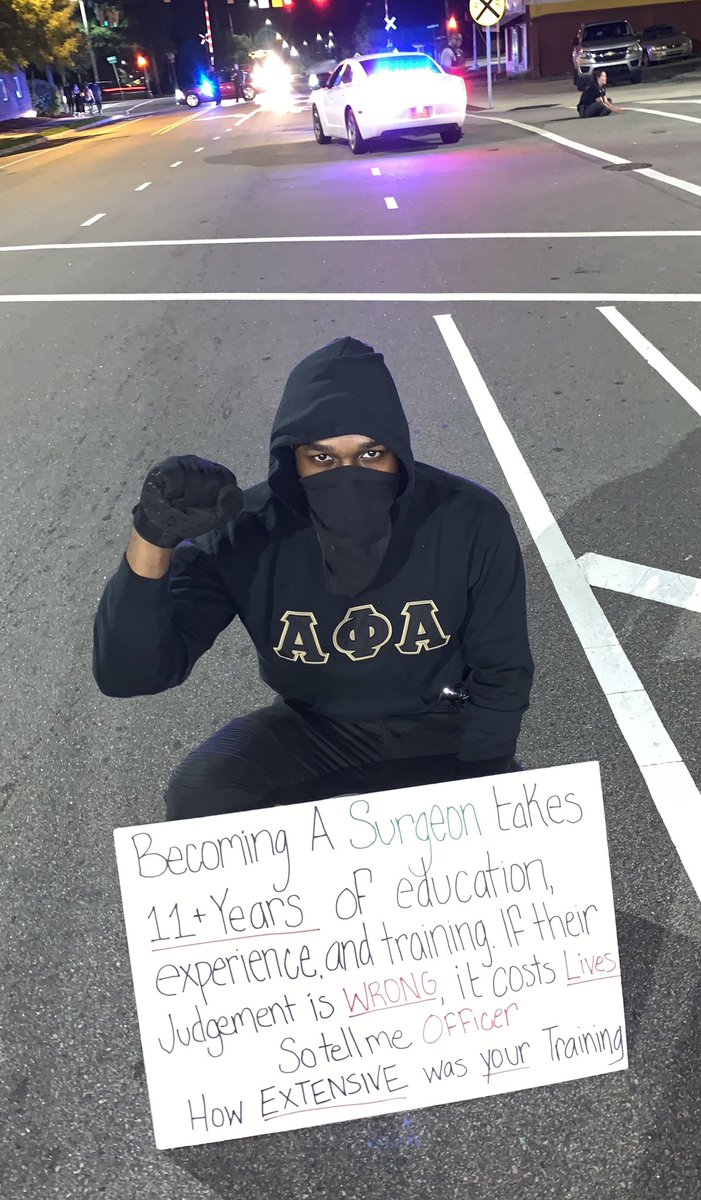 ΑΦΑ
Becoming A Surgeon takes
11+Years of education,
experience, and training. If their
Judgement is WRONG, it costs Lives
So tell me OFFicer
How EXTENSIVE was your Training